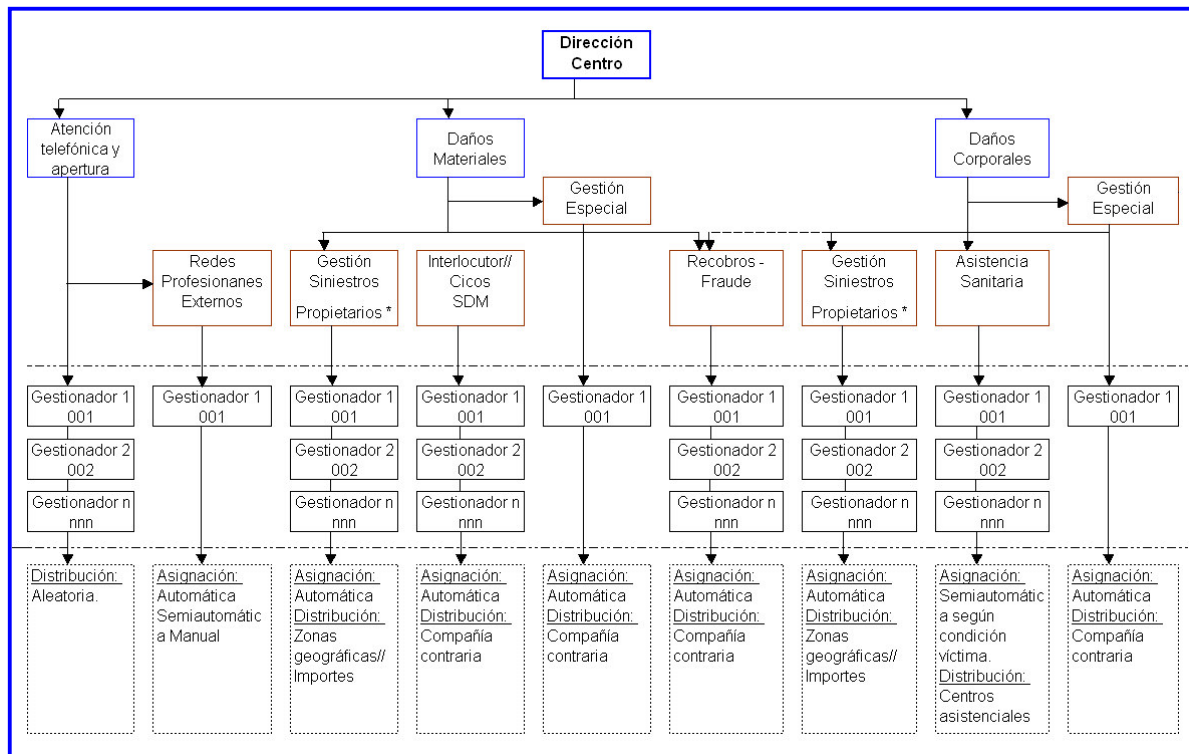 Dirección
Centro
Atención
telefónica y
apertura
Daños
Materiales
Daños
Corporales
Gestión
Especial
Gestión
Especial
Redes
Profesionanes
Externos
Gestión
Siniestros
Propietarios *
Interlocutor//
Cicos
SDM
Recobros -
Fraude
Gestión
Siniestros
Propietarios *
Asistencia
Sanitaria
Gestionador 1
001
Gestionador 2
002
Gestionador n
nnn
Gestionador 1
001
Gestionador 1
001
Gestionador 2
002
Gestionador n
nnn
Gestionador 1
001
Gestionador 2
002
Gestionador n
nnn
Gestionador 1
001
Gestionador 1
001
Gestionador 2
002
Gestionador n
nnn
Gestionador 1
001
Gestionador 2
002
Gestionador n
nnn
Gestionador 1
001
Gestionador 2
002
Gestionador n
nnn
Gestionador 1
001
Distribución:
Aleatoria.
Asignación:
Automática
Semiautomátic
a Manual
Asignación:
Automática
Distribución:
Zonas
geográficas//
Importes
Asignación:
Automática
Distribución:
Compañía
contraria
Asignación:
Automática
Distribución:
Compañía
contraria
Asignación:
Automática
Distribución:
Compañía
contraria
Asignación:
Automática
Distribución:
Zonas
geográficas//
Importes
Asignación:
Semiautomátic
a según
condición
víctima.
Distribución:
Centros
asistenciales
Asignación:
Automática
Distribución:
Compañía
contraria